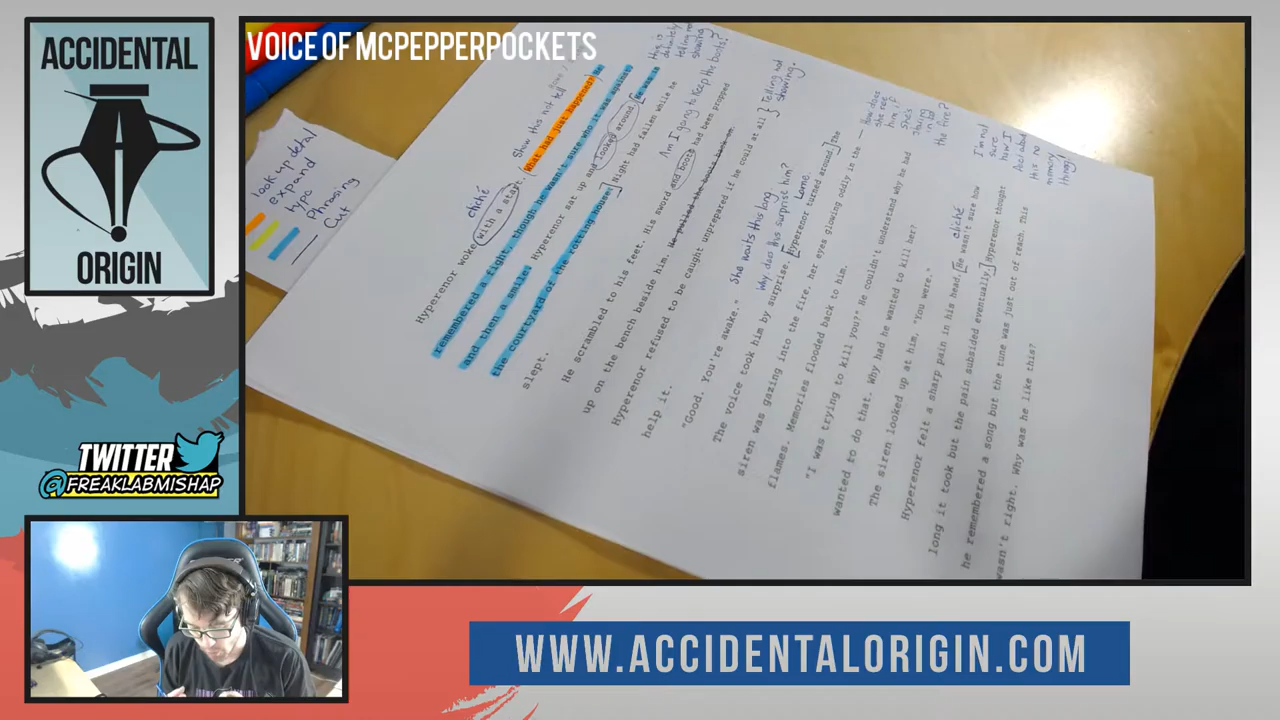 VOICE OF MCPEPPERPOCKETS
ACCIDENTAL
ORIGIN
TWITTER
@FREAKLABMISHAP
WWW.ACCIDENTALORIGIN.COM
look up detail
expand
typo
Phrasing
Cut
cliché
Show this not tell
Hyperenor woke with a start. [What had just happened? He
remembered a fight, though he wasn't sure who it was against
and then a smile. Hyperenor sat up and looked around. [He was in
the courtyard of the rotting house.] Night had fallen while he
slept.
Am I going to keep the boots?
He scrambled to his feet. His sword and boots had been propped
up on the bench beside him. He pulled the boots back on.
Hyperenor refused to be caught unprepared if he could at all
help it.
Telling not
showing.
"Good. You're awake."
She waits this long
Why does this surprise him?
The voice took him by surprise. [Hyperenor turned around.] The
siren was gazing into the fire, her eyes glowing oddly in the
flames. Memories flooded back to him.
how does
she see
him if
she's
staring
in to
the fire?
"I was trying to kill you?" He couldn't understand why he had
wanted to do that. Why had he wanted to kill her?
The siren looked up at him. "You were."
cliché
Hyperenor felt a sharp pain in his head. [He wasn't sure how
long it took but the pain subsided eventually.] Hyperenor thought
he remembered a song but the tune was just out of reach. This
wasn't right. Why was he like this?
I'm not
sure
how I
feel about
this no
memory
thing!